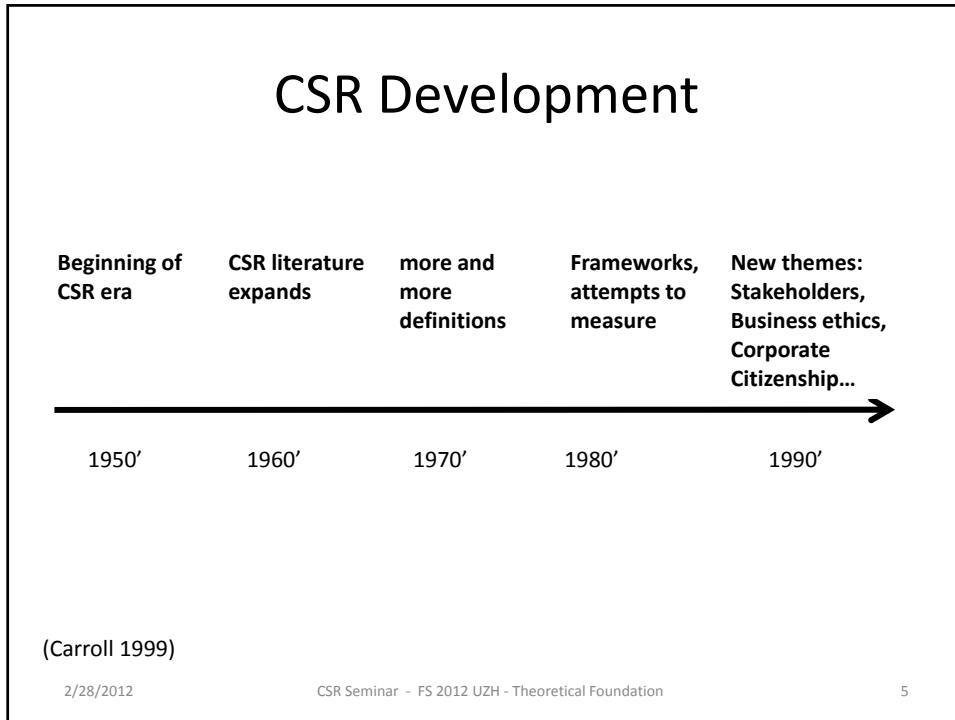 CSR Development
Beginning of
CSR era
CSR literature
expands
more and
more
definitions
Frameworks,
attempts to
measure
New themes:
Stakeholders,
Business ethics,
Corporate
Citizenship…
1950’
1960’
1970’
1980’
1990’
(Carroll 1999)
2/28/2012
CSR Seminar - FS 2012 UZH - Theoretical Foundation
5